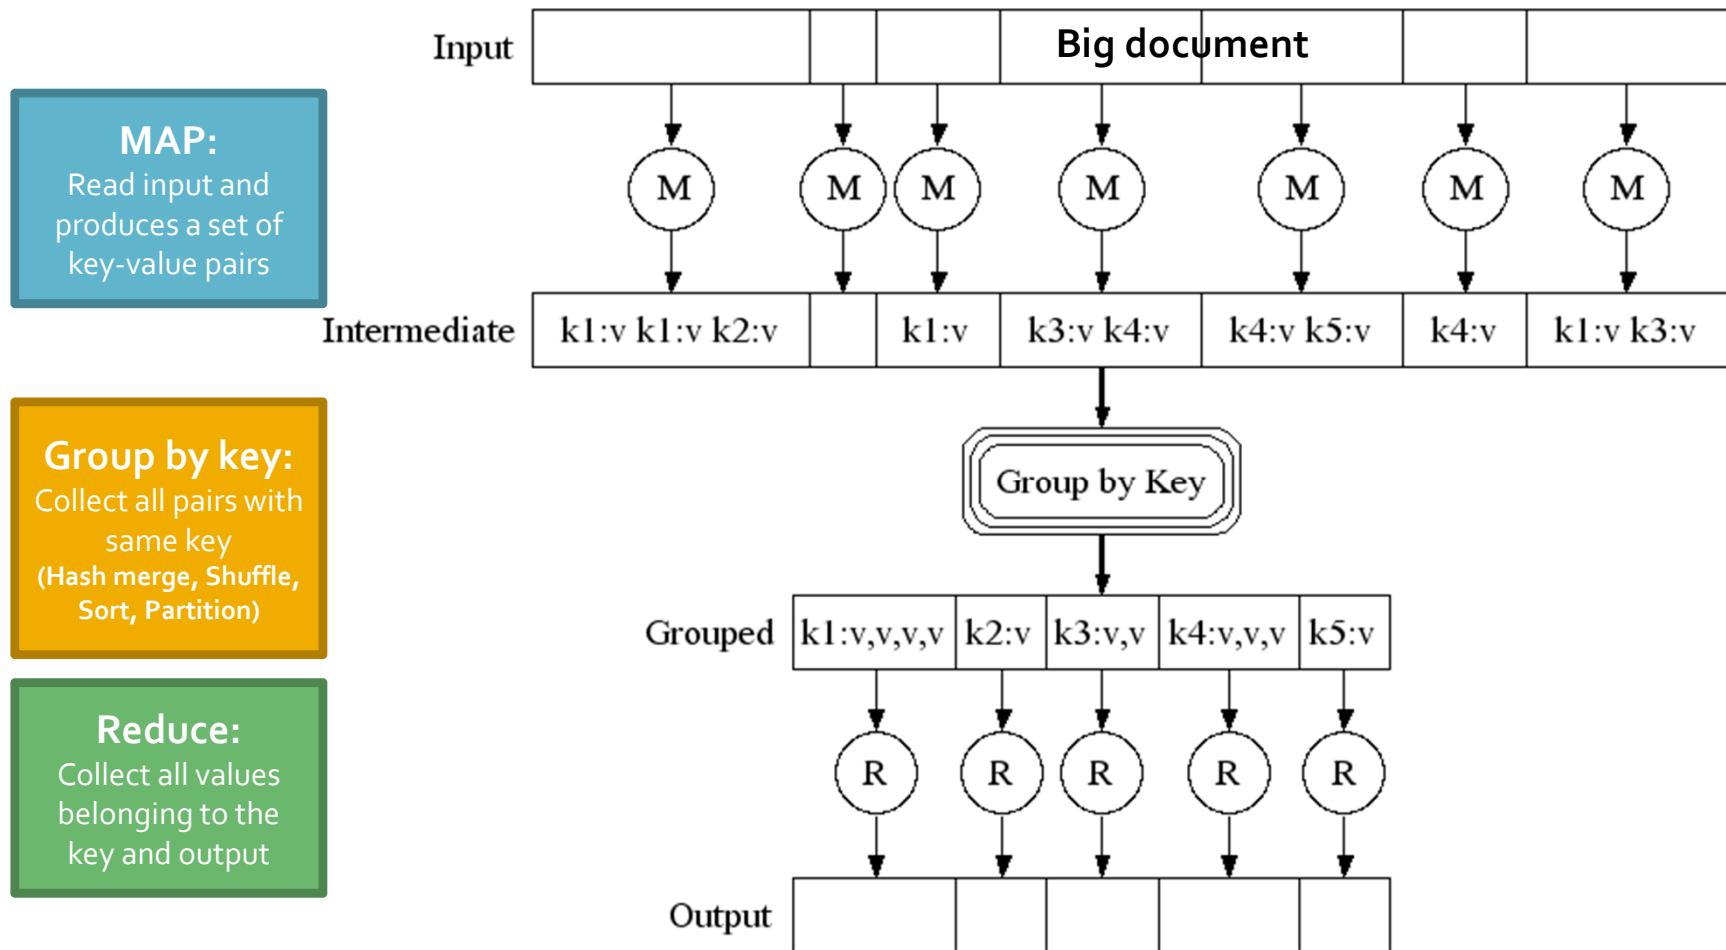 Input
Big document
MAP:
Read input and
produces a set of
key-value pairs
M M M M M M M
Intermediate
k1:v k1:v k2:v k1:v k3:v k4:v k4:v k5:v k4:v k1:v k3:v
Group by key:
Collect all pairs with
same key
(Hash merge, Shuffle,
Sort, Partition)
Group by Key
Grouped
k1:v,v,v,v k2:v k3:v,v k4:v,v,v k5:v
Reduce:
Collect all values
belonging to the
key and output
R R R R R
Output